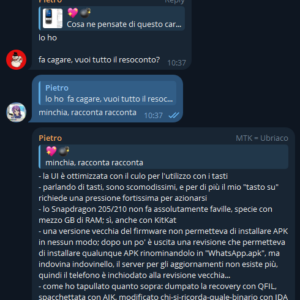 Pietro
Reply
Cosa ne pensate di questo car...
lo ho
fa cagare, vuoi tutto il resoconto?
10:37
Pietro
lo ho fa cagare, vuoi tutto il resoc...
minchia, racconta racconta
10:37
Pietro
MTK = Ubriaco
minchia, racconta racconta
- la UI è ottimizzata con il culo per l'utilizzo con i tasti
- parlando di tasti, sono scomodissimi, e per di più il mio "tasto su"
richiede una pressione fortissima per azionarsi
- lo Snapdragon 205/210 non fa assolutamente faville, specie con
mezzo GB di RAM; sì, anche con KitKat
- una versione vecchia del firmware non permetteva di installare APK
in nessun modo; dopo un po' è uscita una revisione che permetteva
di installare qualunque APK rinominandolo in "WhatsApp.apk", ma
indovina indovinello, il server per gli aggiornamenti non esiste più,
quindi il telefono è inchiodato alla revisione vecchia...
- come ho tapullato quanto sopra: dumpato la recovery con QFIL,
spacchettata con AIK, modificato chi-si-ricorda-quale-binario con IDA